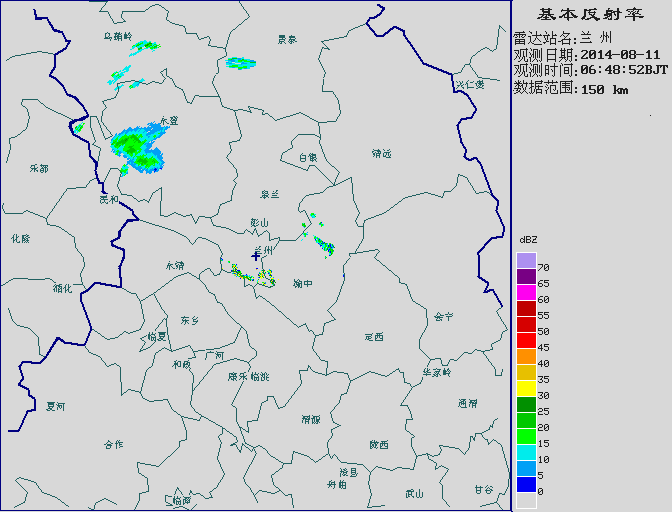 基本反射率
雷达站名:兰 州
观测日期:2014-08-11
观测时间:06:48:52BJT
数据范围:150 km
乌鞘岭
景泰
兴仁堡
永登
白银
靖远
乐都
皋兰
民和
彭山
化隆
兰州
永靖
榆中
循化
东乡
会宁
临夏
定西
广河
和政
康乐 临洮
华家岭
夏河
通渭
渭源
合作
陇西
漳县
岷山
临潭
武山
甘谷
dBZ
70
65
60
55
50
45
40
35
30
25
20
15
10
5
0